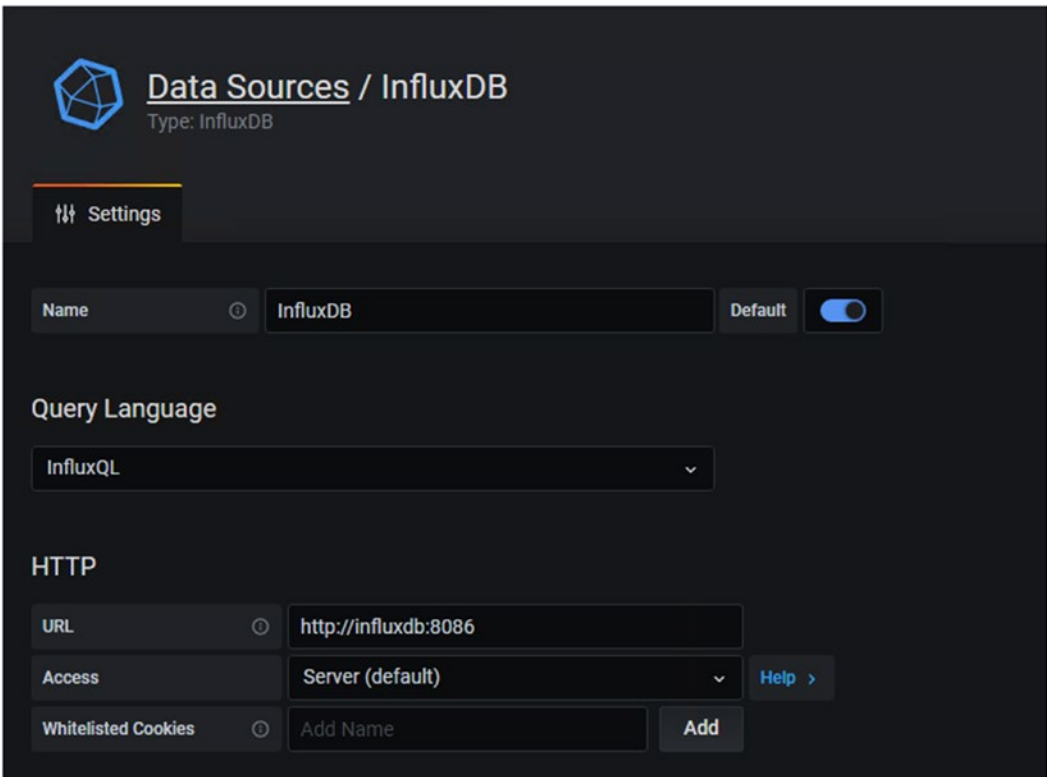 Data Sources / InfluxDB
Type: InfluxDB
Settings
Name InfluxDB Default
Query Language
InfluxQL
HTTP
URL http://influxdb:8086
Access Server (default) Help >
Whitelisted Cookies Add Name Add